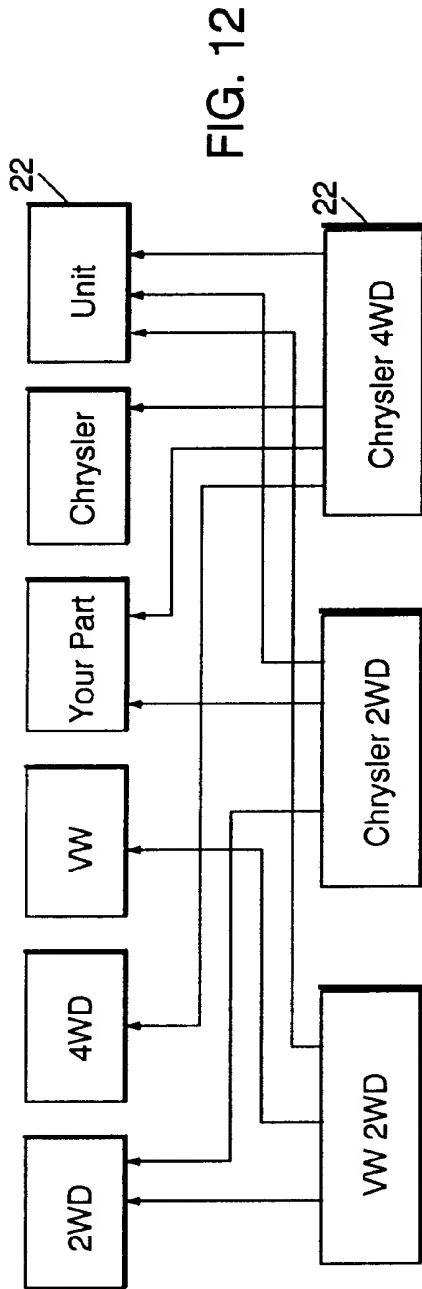 2WD
4WD
VW
Your Part
Chrysler
Unit
22
VW 2WD
Chrysler 2WD
Chrysler 4WD
22
FIG. 12